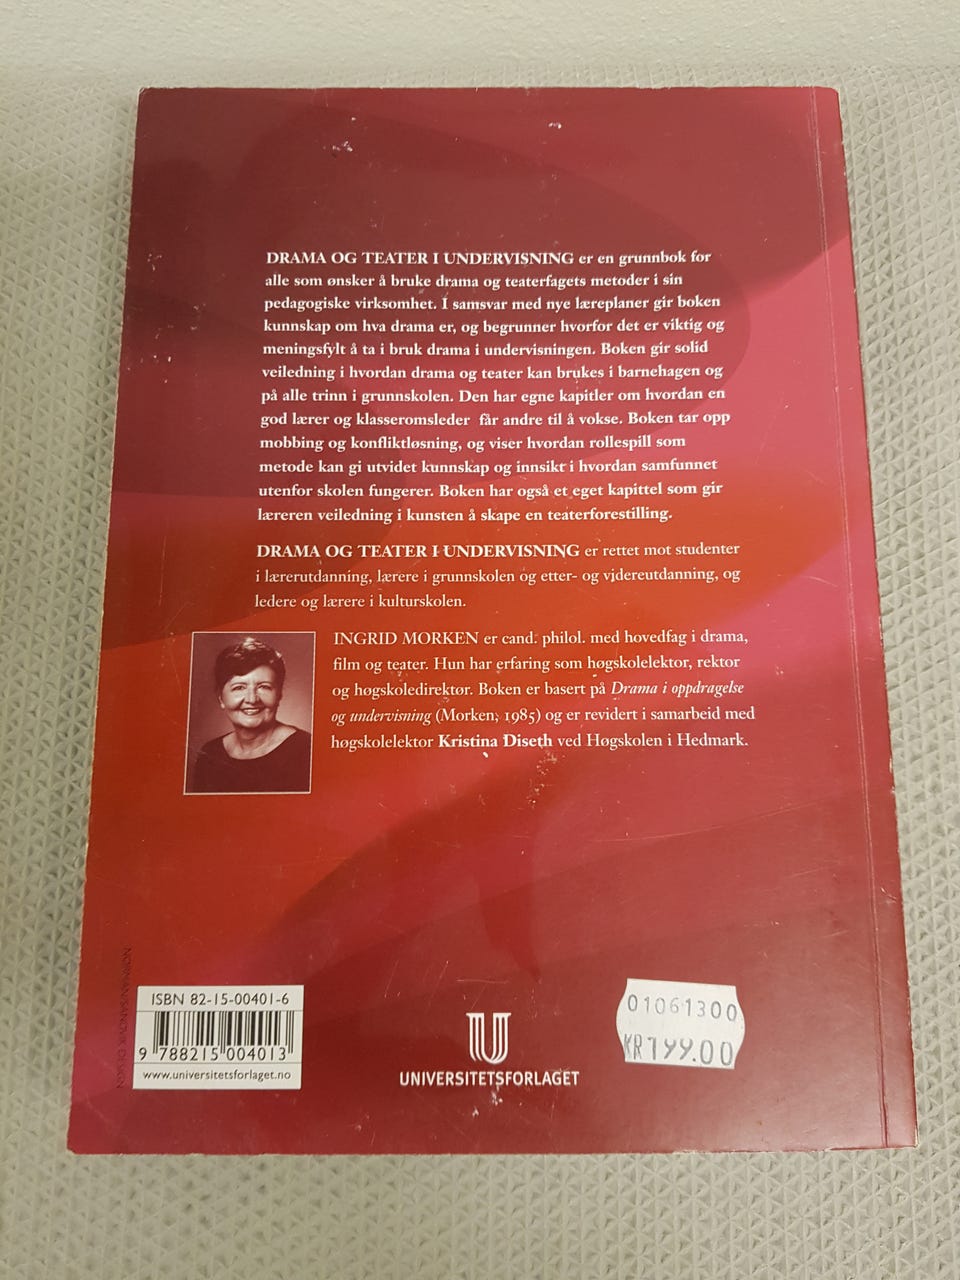 DRAMA OG TEATER I UNDERVISNING er en grunnbok for
alle som ønsker å bruke drama og teaterfagets metoder i sin
pedagogiske virksomhet. I samsvar med nye læreplaner gir boken
kunnskap om hva drama er, og begrunner hvorfor det er viktig og
meningsfylt å ta i bruk drama i undervisningen. Boken gir solid
veiledning i hvordan drama og teater kan brukes i barnehagen og
på alle trinn i grunnskolen. Den har egne kapitler om hvordan en
god lærer og klasseromsleder får andre til å vokse. Boken tar opp
mobbing og konfliktløsning, og viser hvordan rollespill som
metode kan gi utvidet kunnskap og innsikt i hvordan samfunnet
utenfor skolen fungerer. Boken har også et eget kapittel som gir
læreren veiledning i kunsten å skape en teaterforestilling.
DRAMA OG TEATER I UNDERVISNING er rettet mot studenter
i lærerutdanning, lærere i grunnskolen og etter- og videreutdanning, og
ledere og lærere i kulturskolen.
INGRID MORKEN er cand. philol. med hovedfag i drama,
film og teater. Hun har erfaring som høgskolelektor, rektor
og høgskoledirektør. Boken er basert på Drama i oppdragelse
og undervisning (Morken, 1985) og er revidert i samarbeid med
høgskolelektor Kristina Diseth ved Høgskolen i Hedmark.
NORMAN SANDVIK DESIGN
ISBN 82-15-00401-6
9 788215 004013
www.universitetsforlaget.no
UNIVERSITETSFORLAGET
01061300
KR199.00